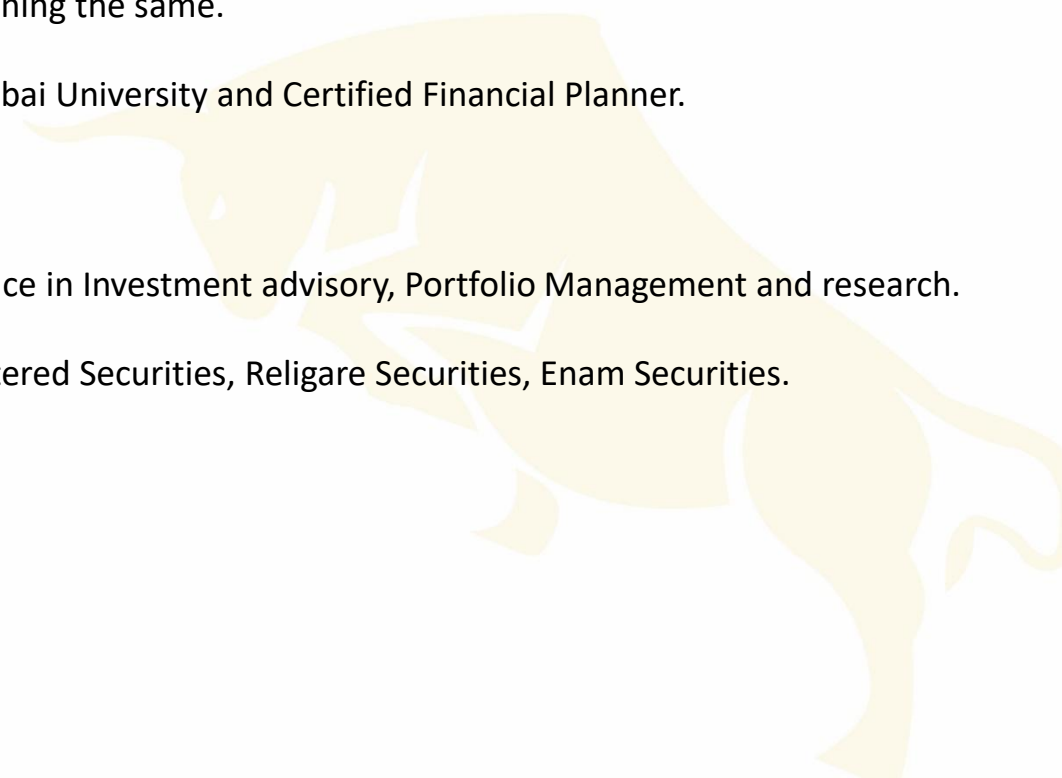 ning the same.
bai University and Certified Financial Planner.
ce in Investment advisory, Portfolio Management and research.
tered Securities, Religare Securities, Enam Securities.